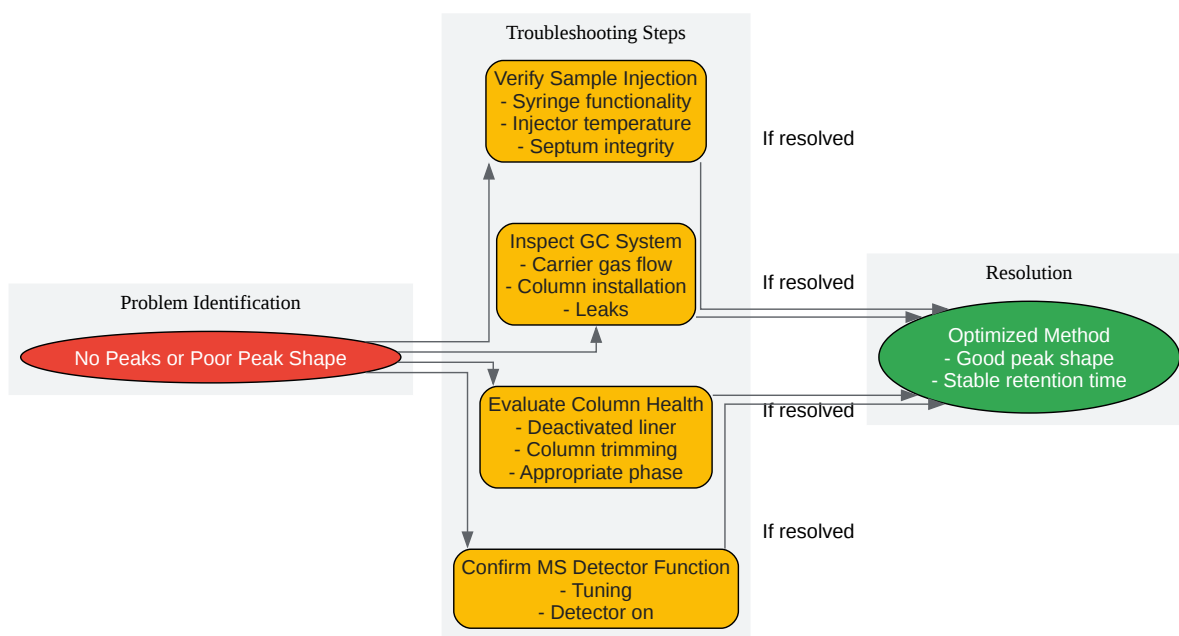 Troubleshooting Steps
Verify Sample Injection
- Syringe functionality
- Injector temperature
- Septum integrity
If resolved
Inspect GC System
- Carrier gas flow
- Column installation
- Leaks
If resolved
Resolution
Problem Identification
No Peaks or Poor Peak Shape
Optimized Method
- Good peak shape
- Stable retention time
Evaluate Column Health
- Deactivated liner
- Column trimming
- Appropriate phase
If resolved
If resolved
Confirm MS Detector Function
- Tuning
- Detector on